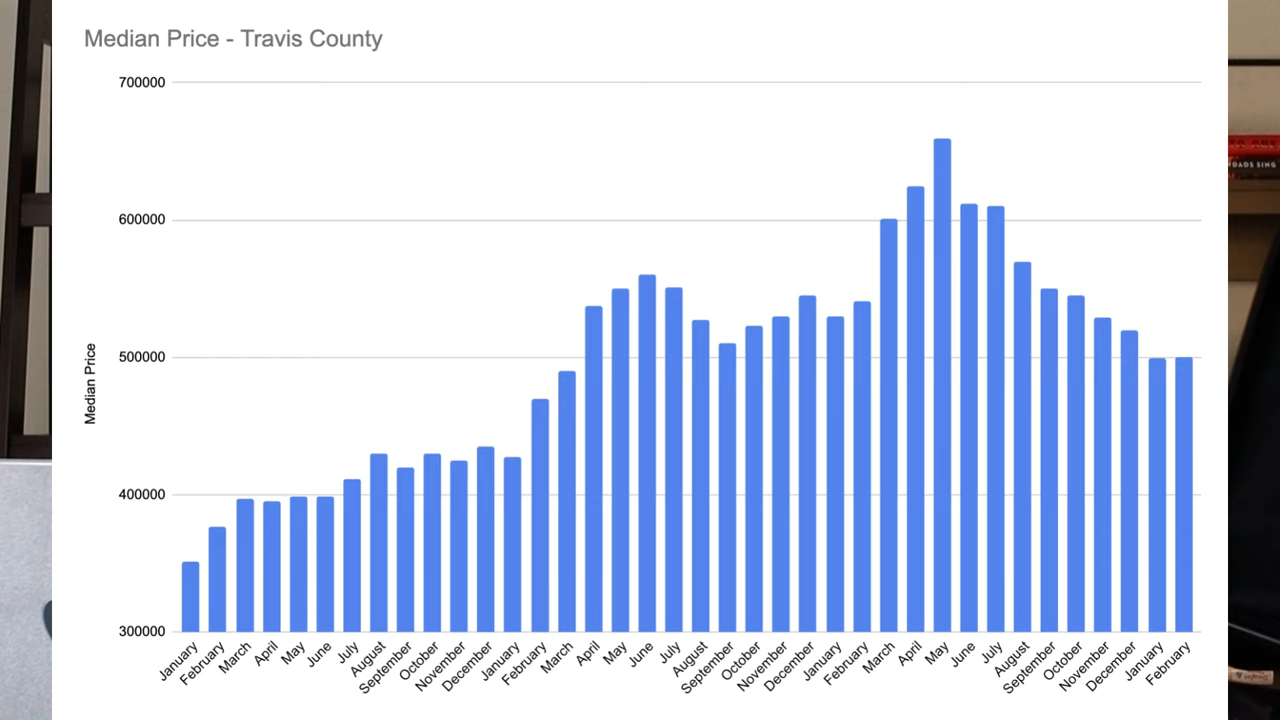 Median Price - Travis County
700000
600000
500000
400000
300000
Median Price
January
February
March
April
May
June
July
August
September
October
November
December
January
February
March
April
May
June
July
August
September
October
November
December
January
February
March
April
May
June
July
August
September
October
November
December
January
February
DADS SING